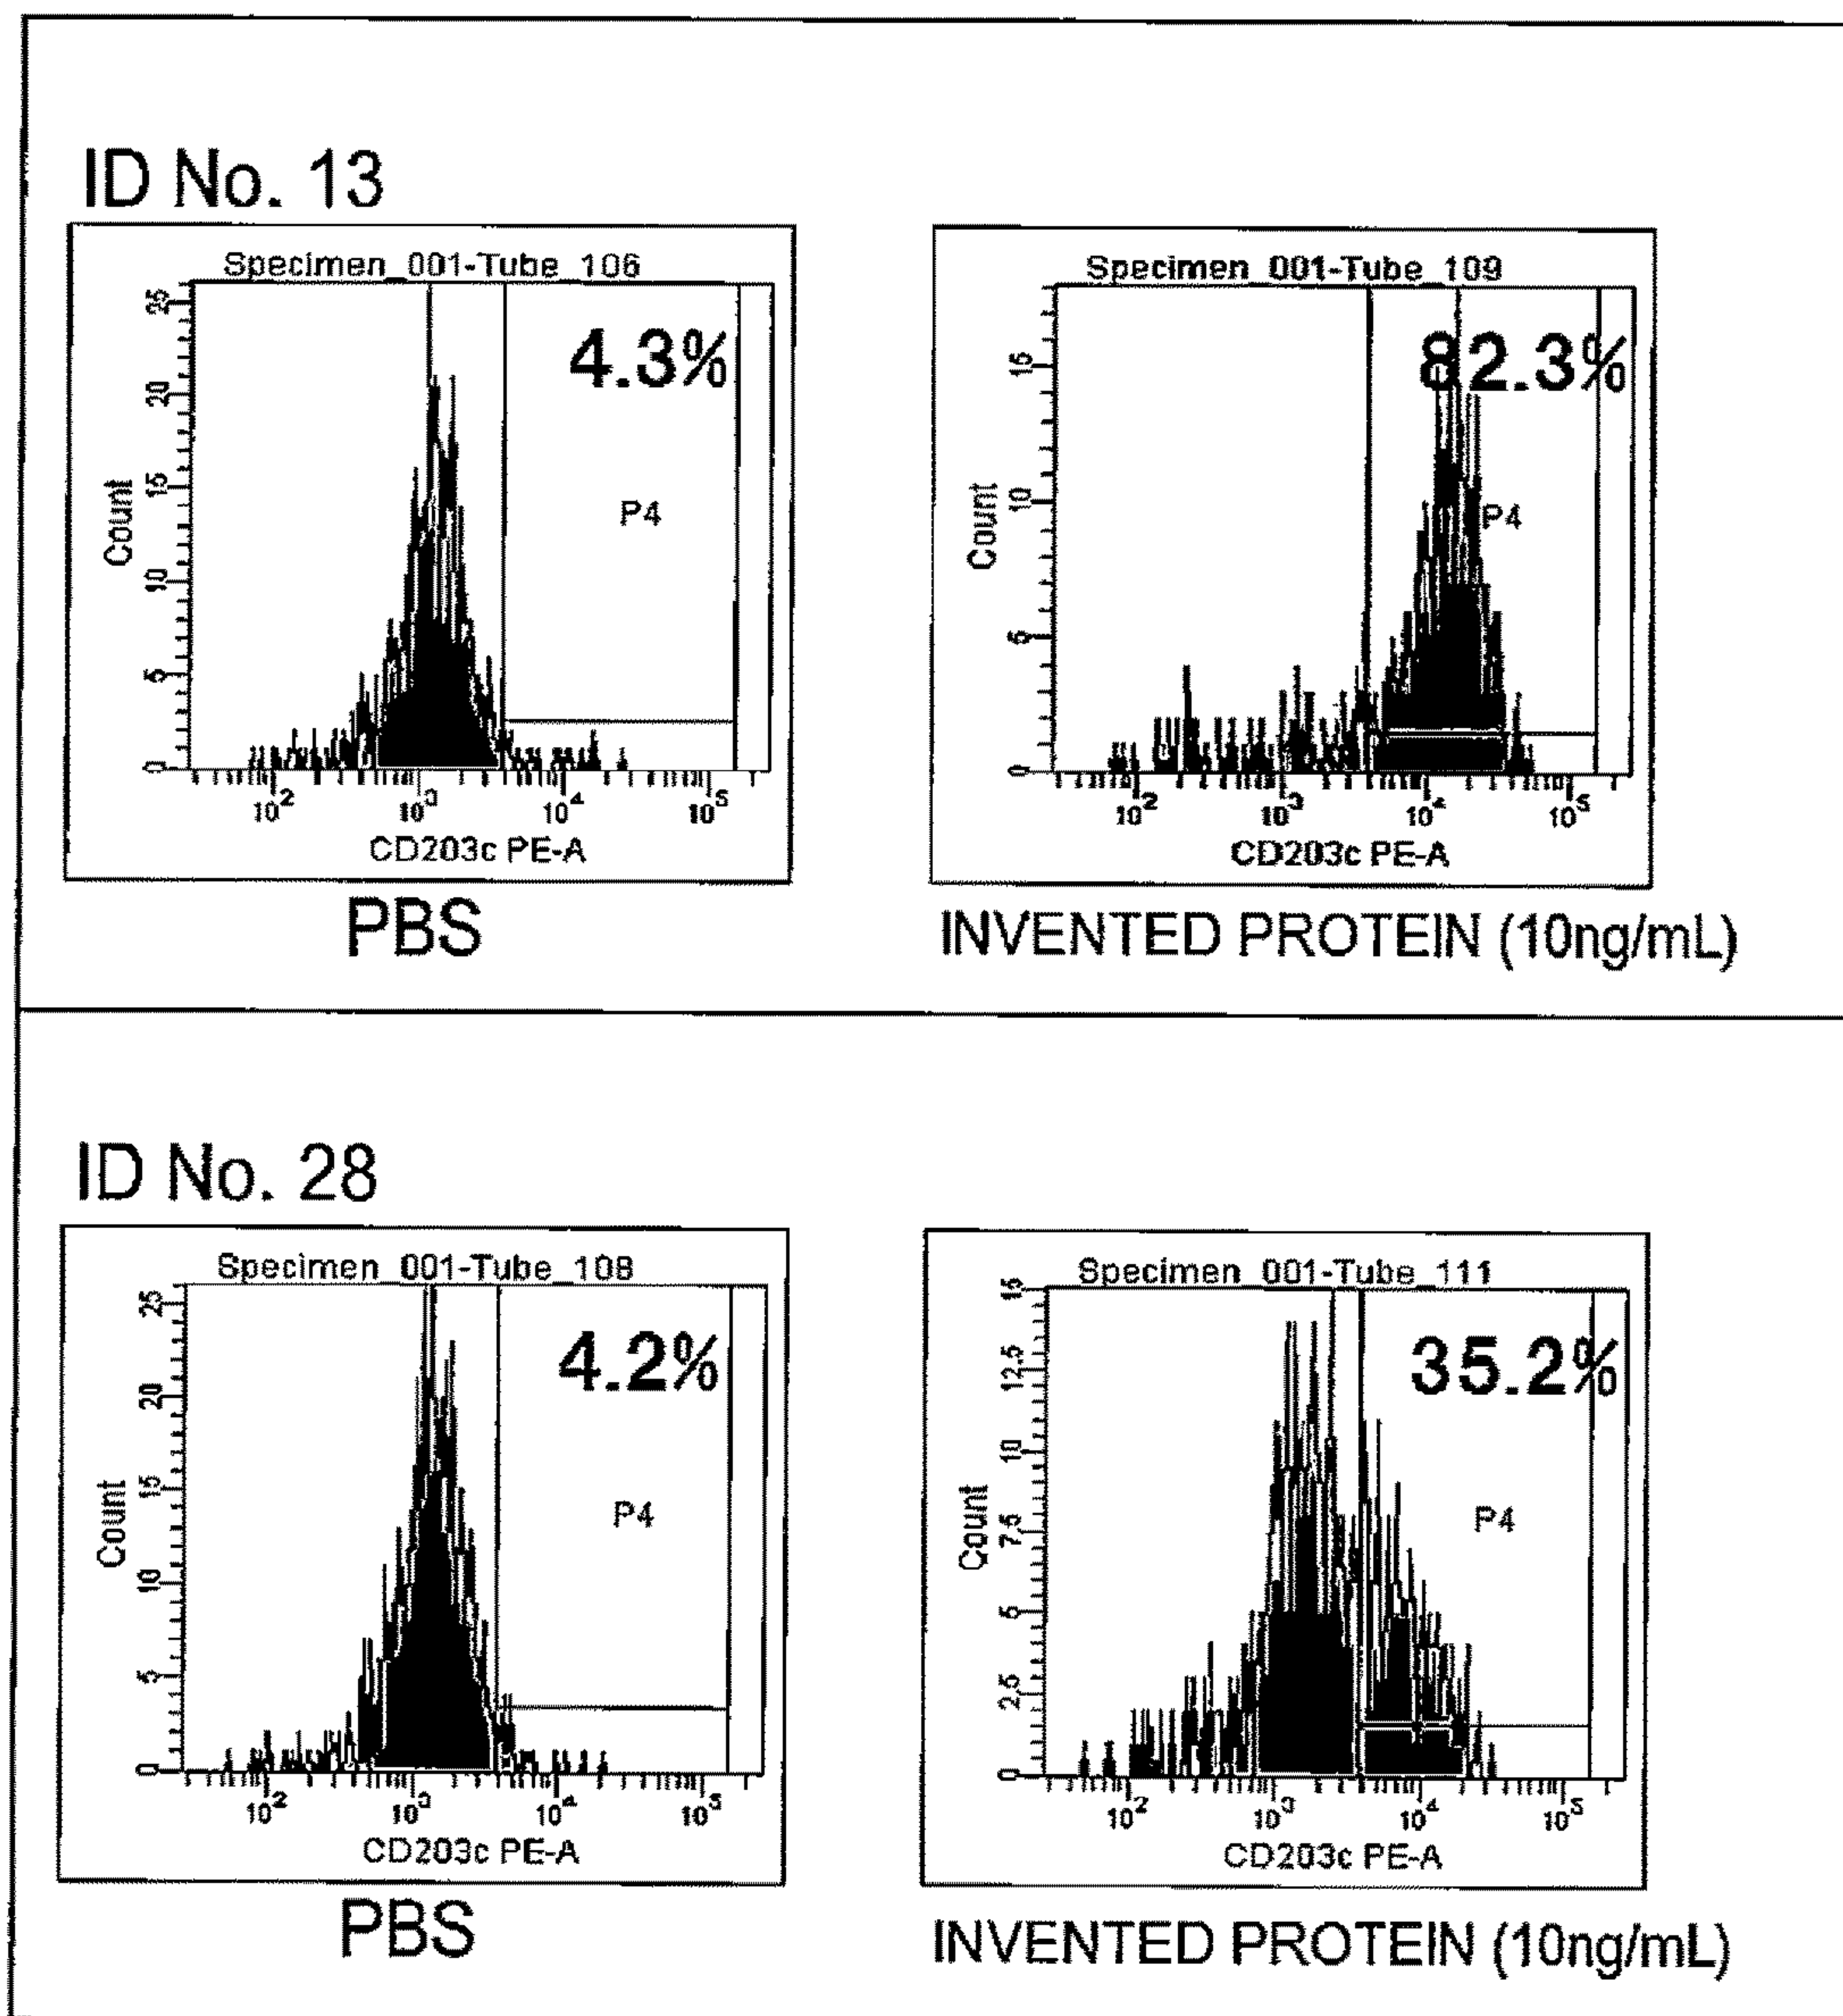 ID No. 13
Specimen_001-Tube_106
4.3%
P4
Count
0 5 10 15 20 25
10² 10³ 10⁴ 10⁵
CD203c PE-A
PBS
Specimen_001-Tube_109
82.3%
P4
Count
0 5 10 15
10² 10³ 10⁴ 10⁵
CD203c PE-A
INVENTED PROTEIN (10ng/mL)
ID No. 28
Specimen_001-Tube_108
4.2%
P4
Count
0 5 10 15 20 25
10² 10³ 10⁴ 10⁵
CD203c PE-A
PBS
Specimen_001-Tube_111
35.2%
P4
Count
0 2,5 5 7,5 10 12,5 15
10² 10³ 10⁴ 10⁵
CD203c PE-A
INVENTED PROTEIN (10ng/mL)